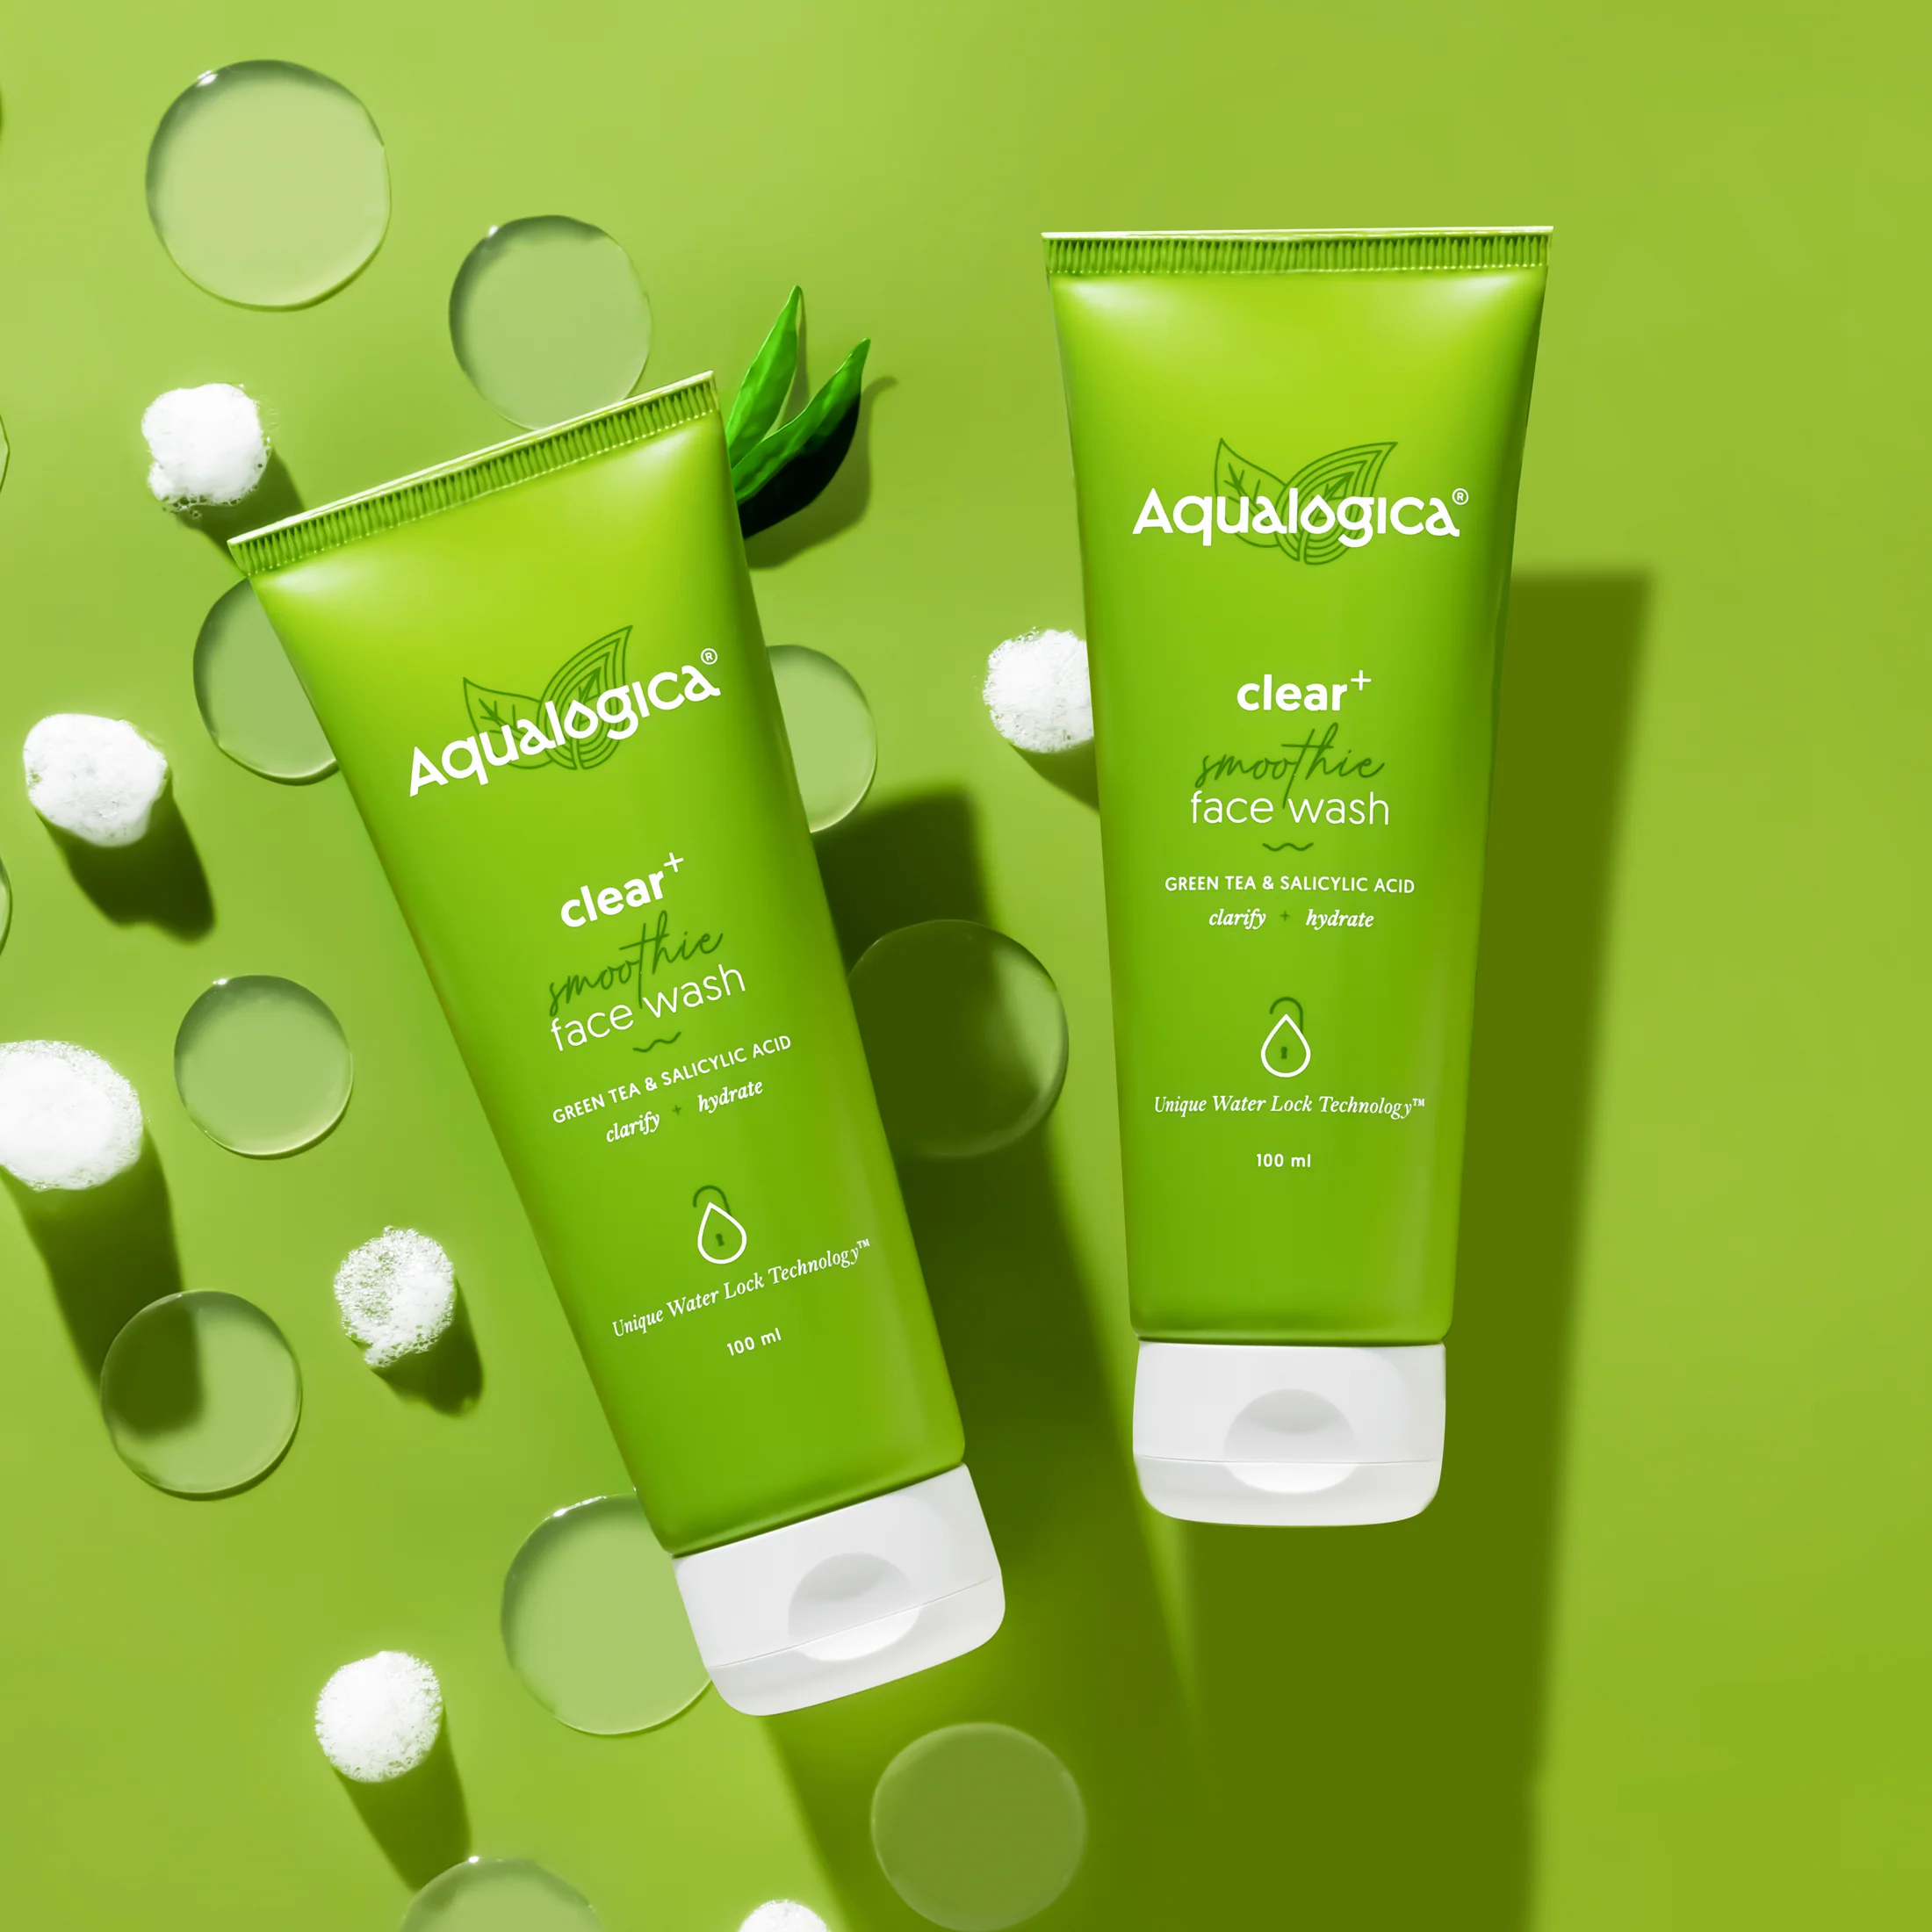 Aqualogica®
clear+
smoothie
face wash
GREEN TEA & SALICYLIC ACID
clarify + hydrate
Unique Water Lock Technology™
100 ml
Aqualogica®
clear+
smoothie
face wash
GREEN TEA & SALICYLIC ACID
clarify + hydrate
Unique Water Lock Technology™
100 ml